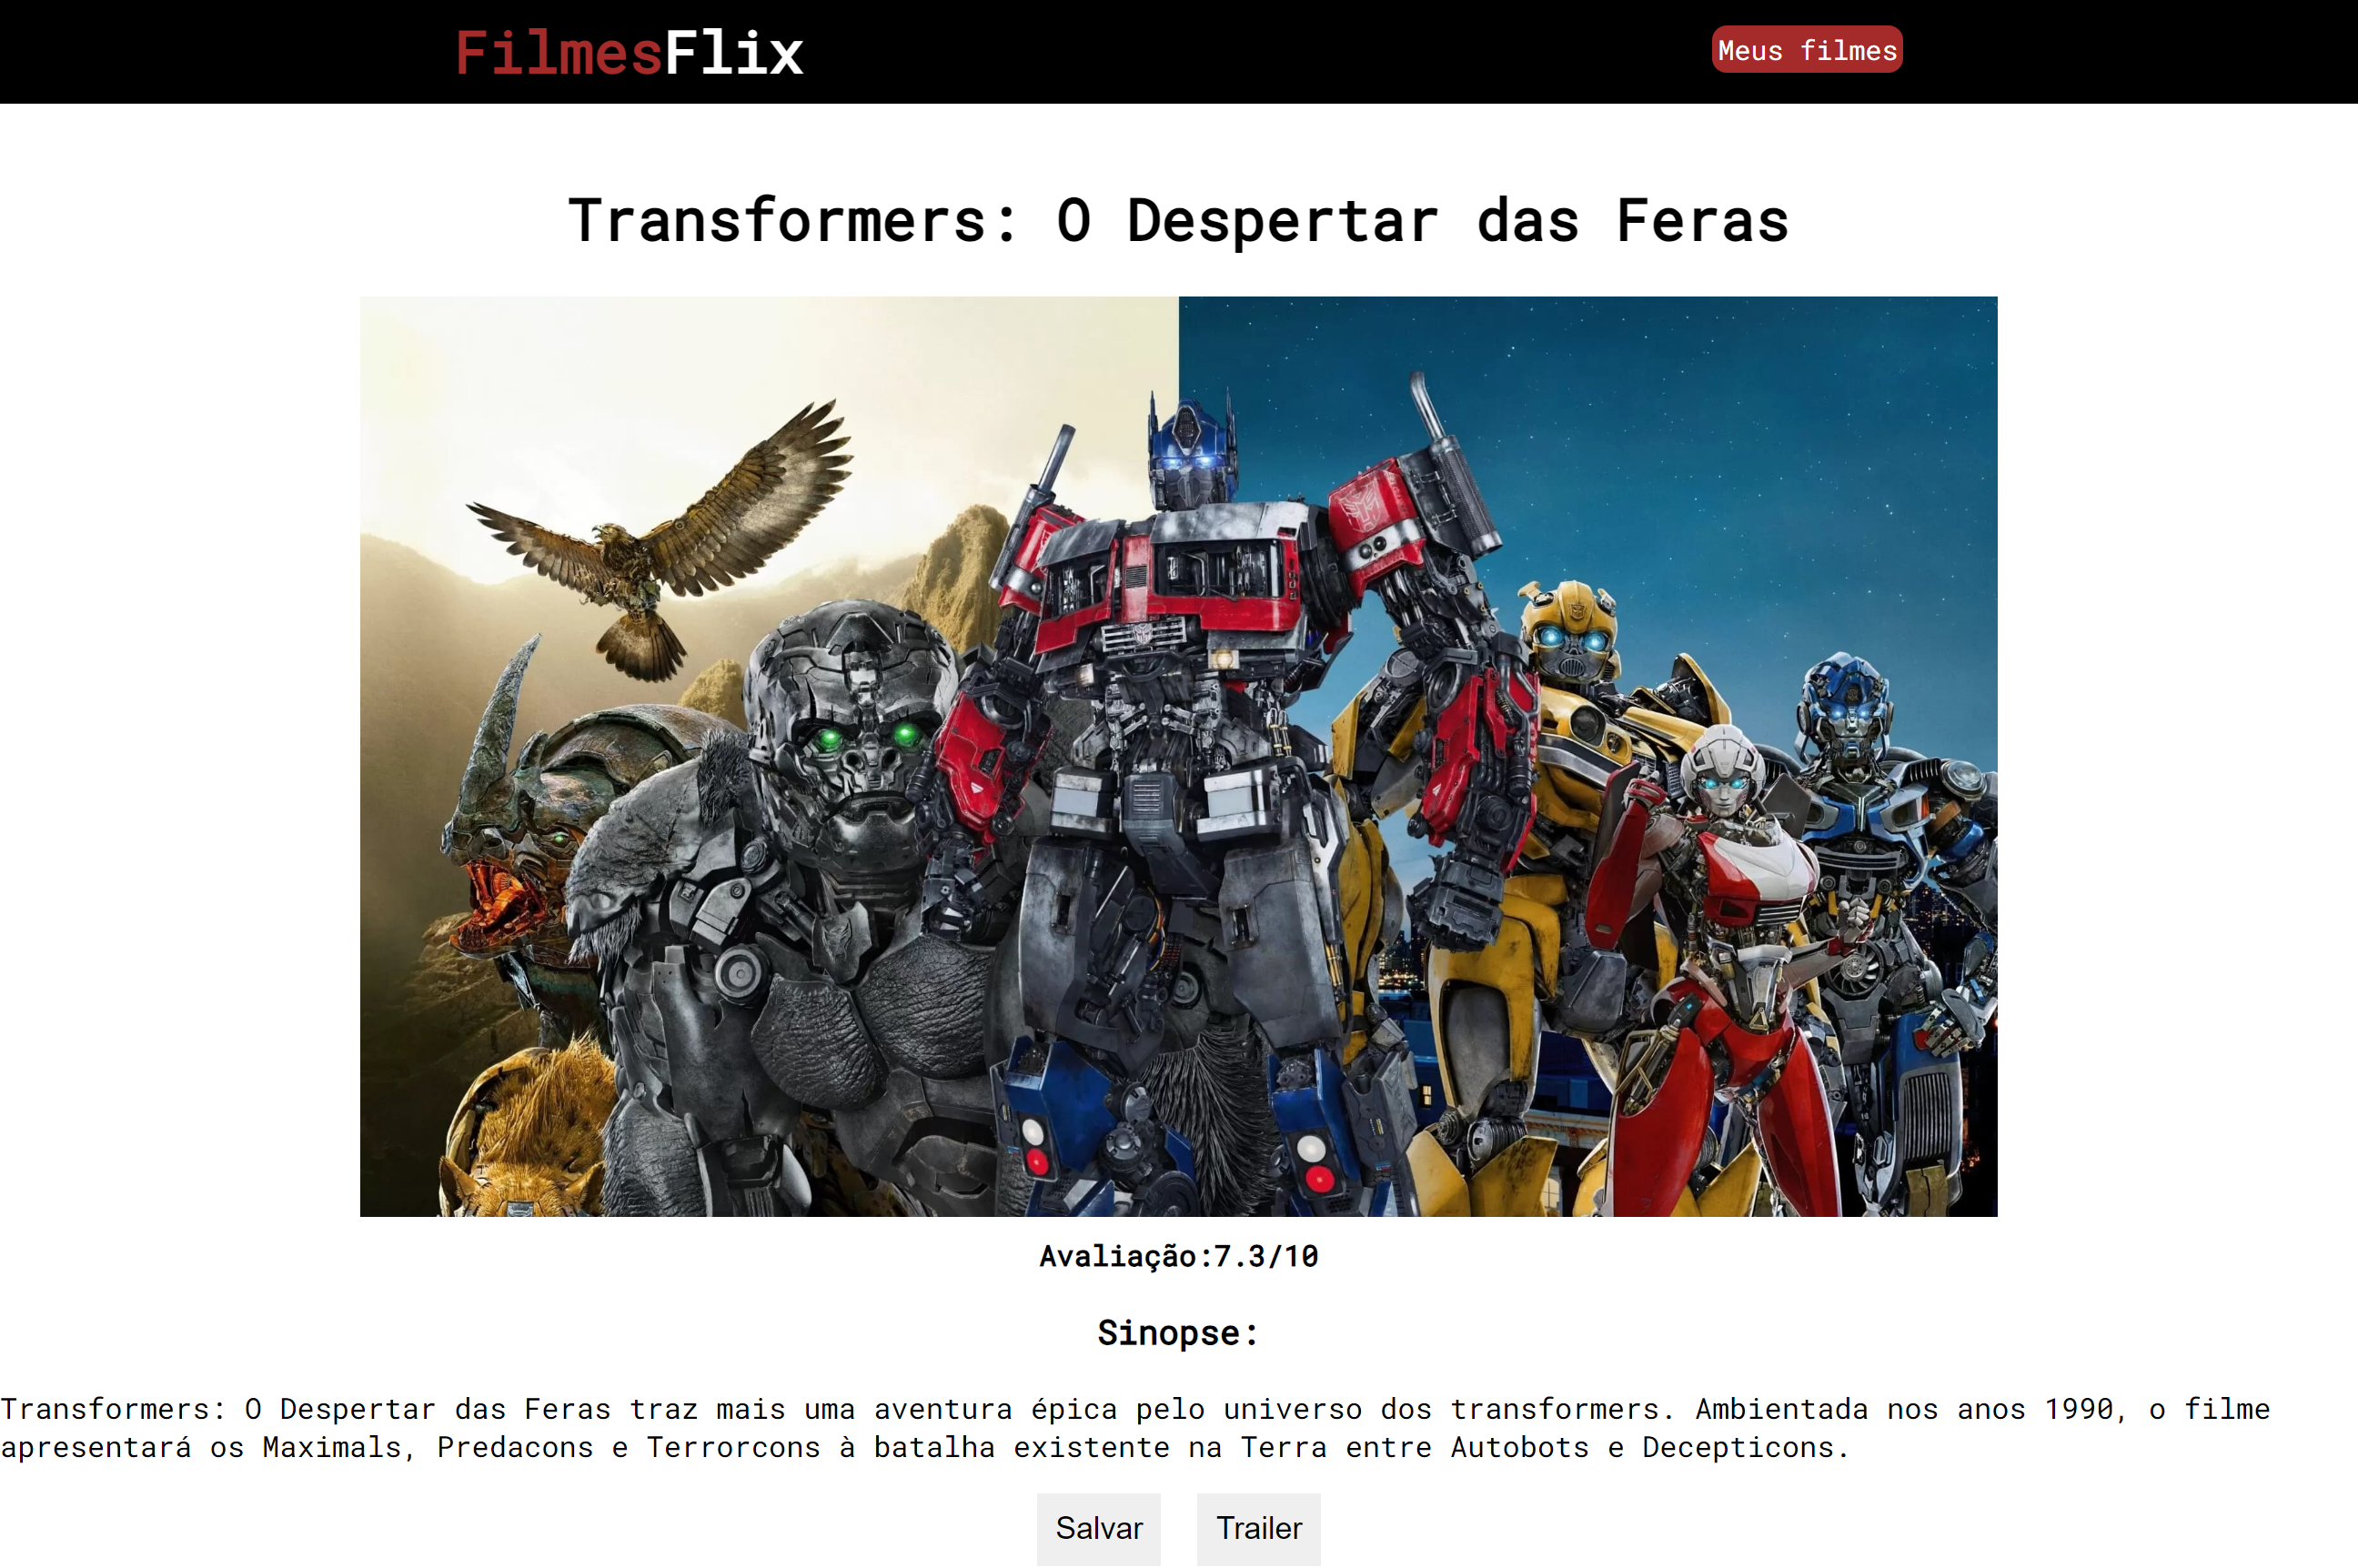 FilmesFlix
Meus filmes
Transformers: O Despertar das Feras
Avaliação:7.3/10
Sinopse:
Transformers: O Despertar das Feras traz mais uma aventura épica pelo universo dos transformers. Ambientada nos anos 1990, o filme
apresentará os Maximals, Predacons e Terrorcons à batalha existente na Terra entre Autobots e Decepticons.
Salvar
Trailer